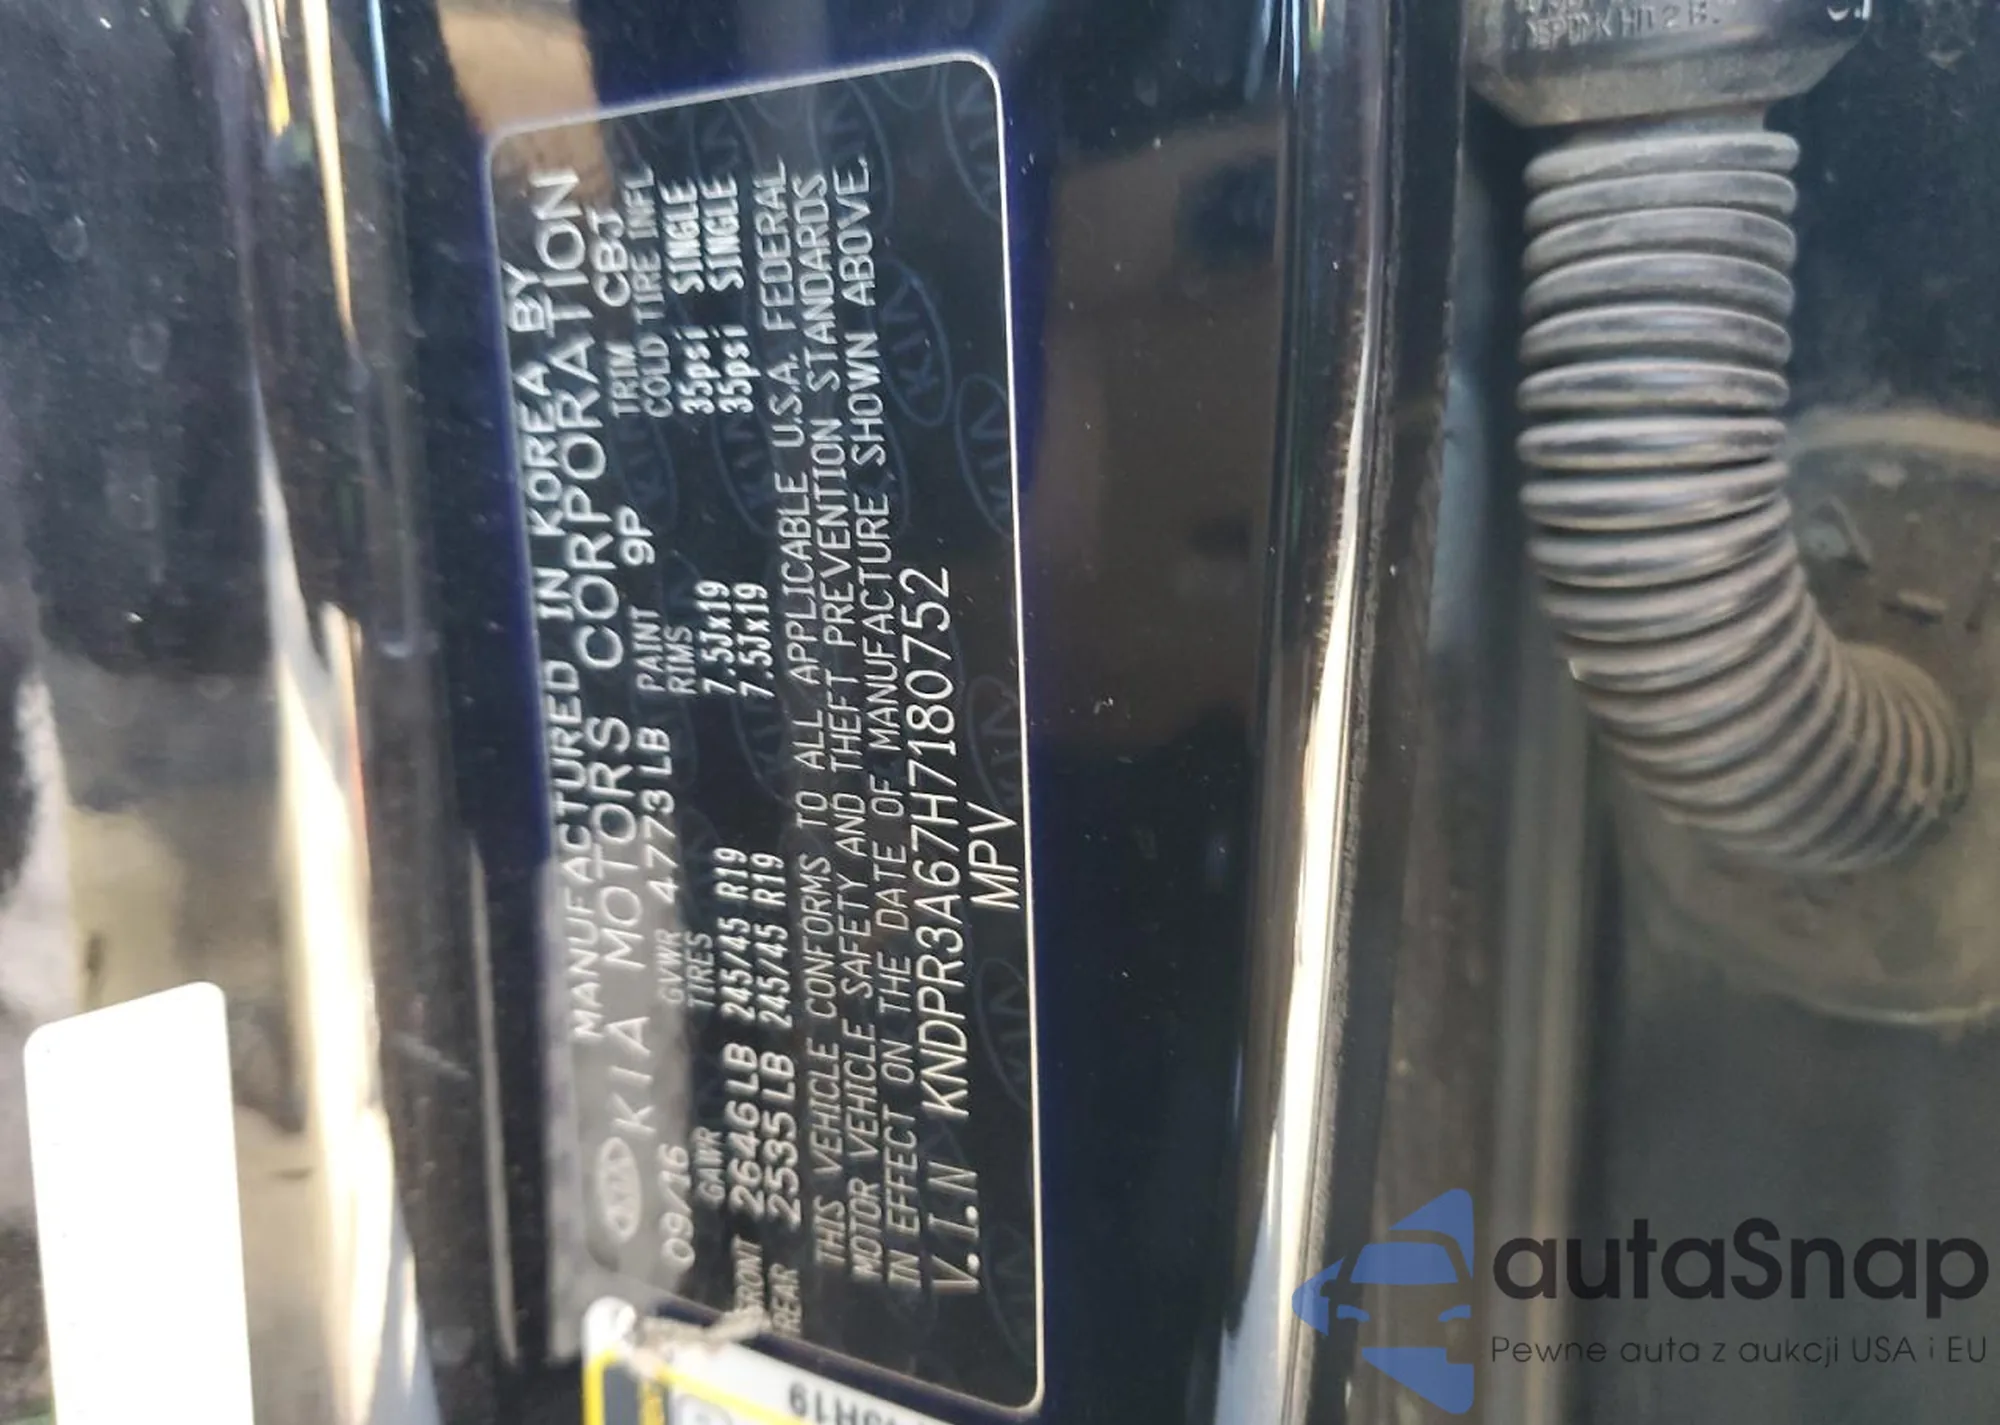 MANUFACTURED IN KOREA BY
KIA KIA MOTORS CORPORATION
09/16 GVWR 4773LB PAINT 9P TRIM CBJ
GAWR TIRES RIMS COLD TIRE INFL
FRONT 2646LB 245/45 R19 7.5Jx19 35psi SINGLE
REAR 2535LB 245/45 R19 7.5Jx19 35psi SINGLE
THIS VEHICLE CONFORMS TO ALL APPLICABLE U.S.A. FEDERAL
MOTOR VEHICLE SAFETY AND THEFT PREVENTION STANDARDS
IN EFFECT ON THE DATE OF MANUFACTURE SHOWN ABOVE.
V.I.N KNDPR3A67H7180752
MPV
autaSnap
Pewne auta z aukcji USA i EU